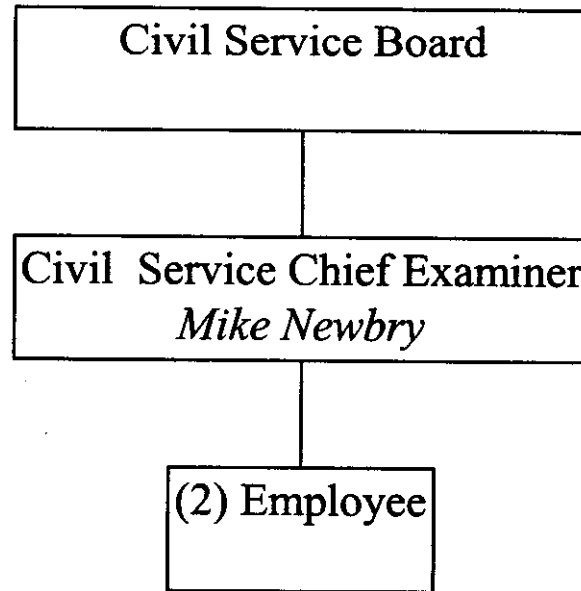 Civil Service Board
Civil Service Chief Examiner
Mike Newbry
(2) Employee